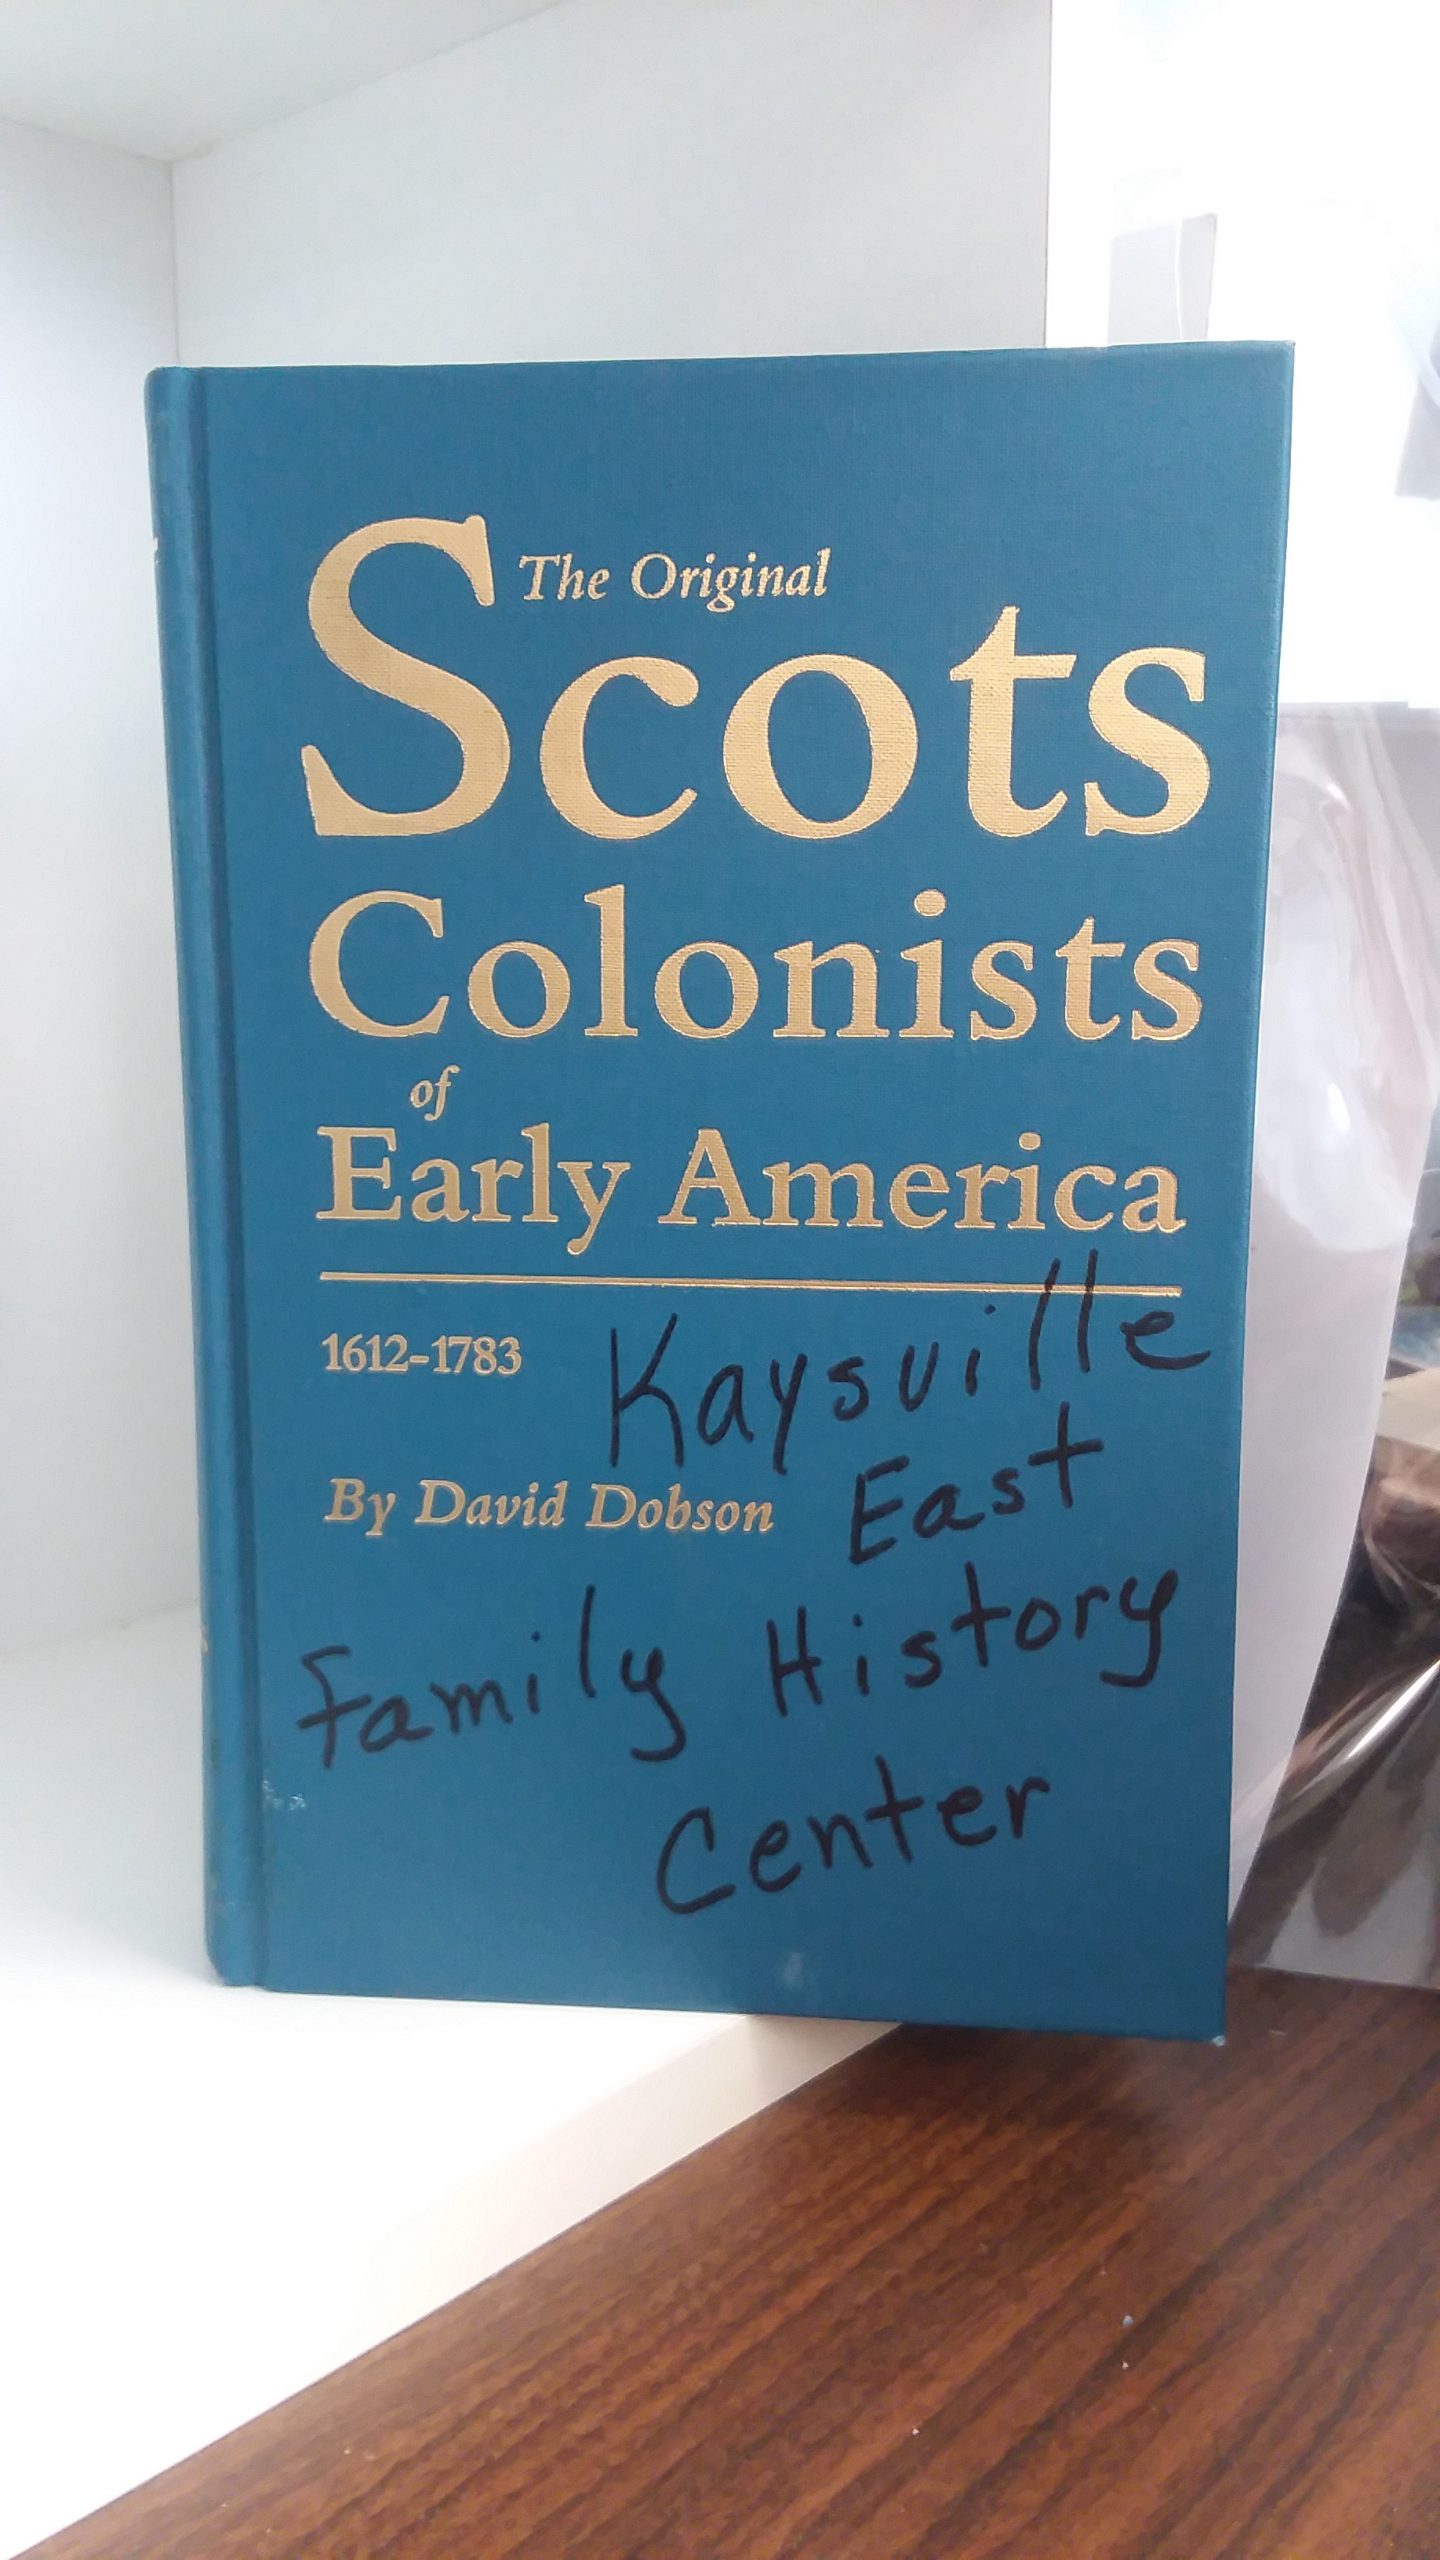 The Original
Scots
Colonists
of
Early America
1612-1783
Kaysville
By David Dobson
East
Family History
Center